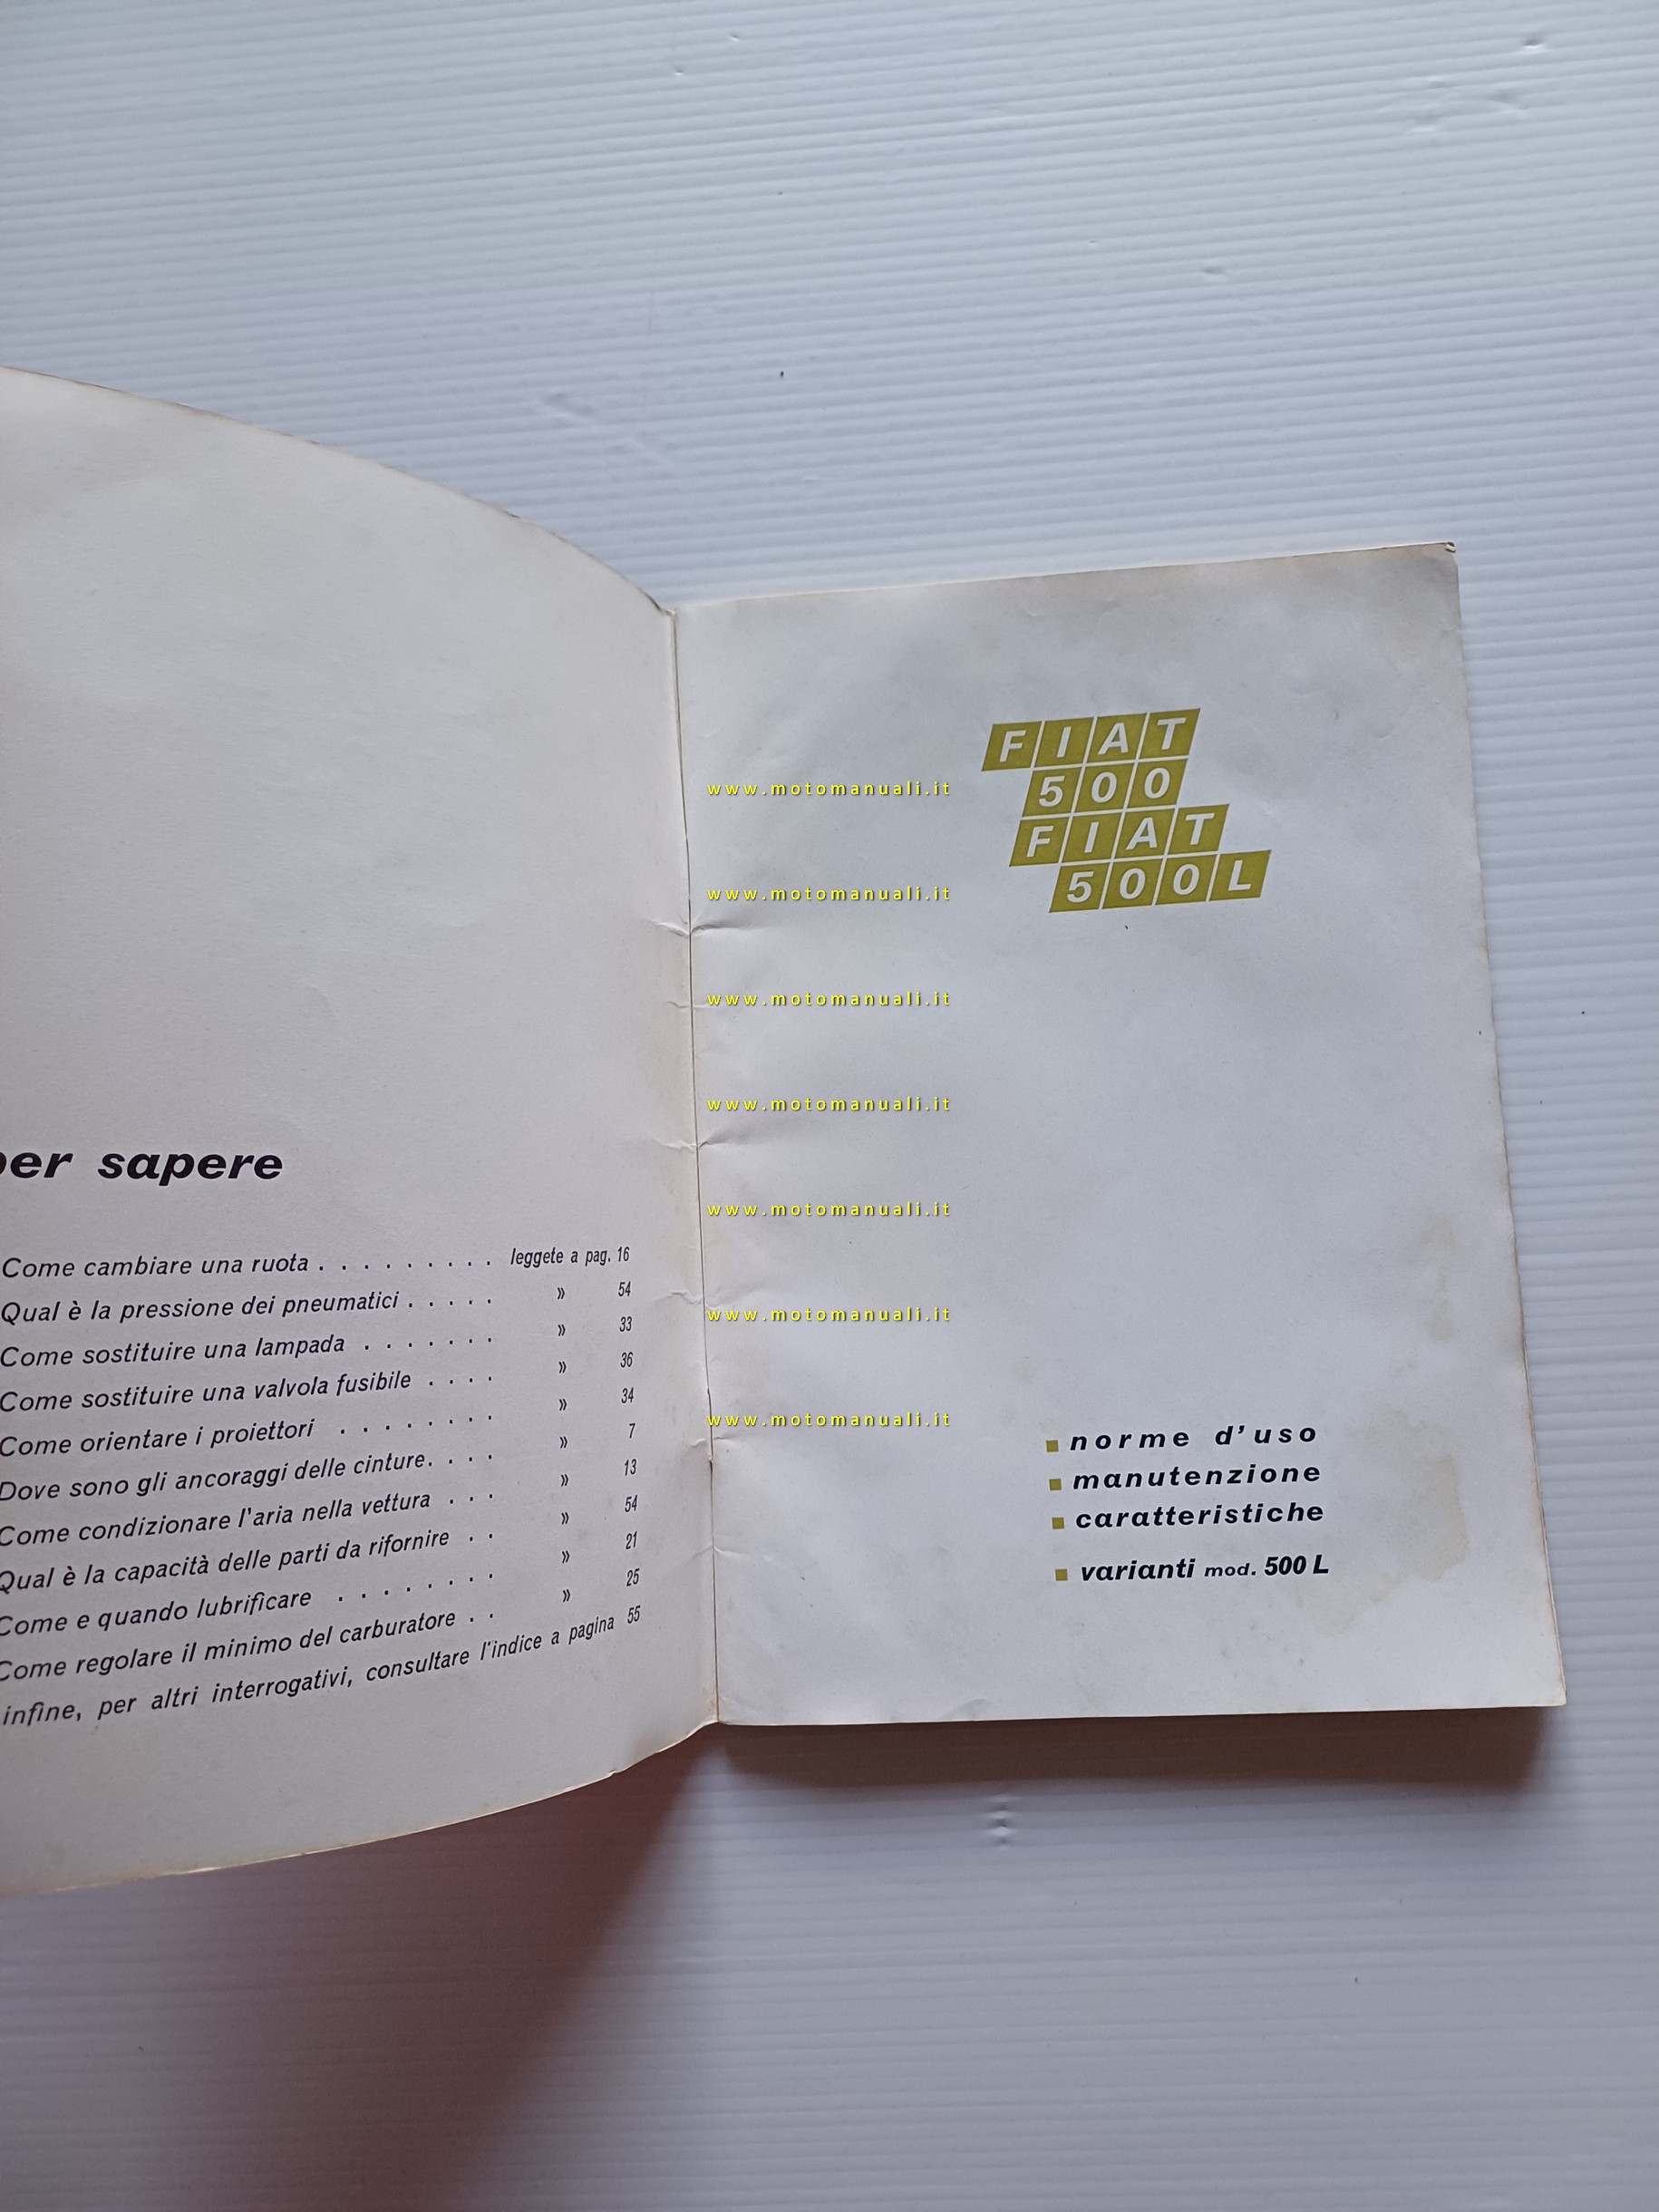 per sapere
Come cambiare una ruota . . . . . . . . . leggete a pag. 16
Qual è la pressione dei pneumatici . . . . . » 54
Come sostituire una lampada . . . . . . . » 33
Come sostituire una valvola fusibile . . . . » 36
Come orientare i proiettori . . . . . . . . » 34
Dove sono gli ancoraggi delle cinture. . . . » 7
Come condizionare l'aria nella vettura . . . » 13
Qual è la capacità delle parti da rifornire . . » 54
Come e quando lubrificare . . . . . . . . » 21
Come regolare il minimo del carburatore . . » 25
infine, per altri interrogativi, consultare l'indice a pagina 55
FIAT
500
FIAT
500L
www.motomanuali.it
www.motomanuali.it
www.motomanuali.it
www.motomanuali.it
www.motomanuali.it
www.motomanuali.it
www.motomanuali.it
norme d'uso
manutenzione
caratteristiche
varianti mod. 500 L